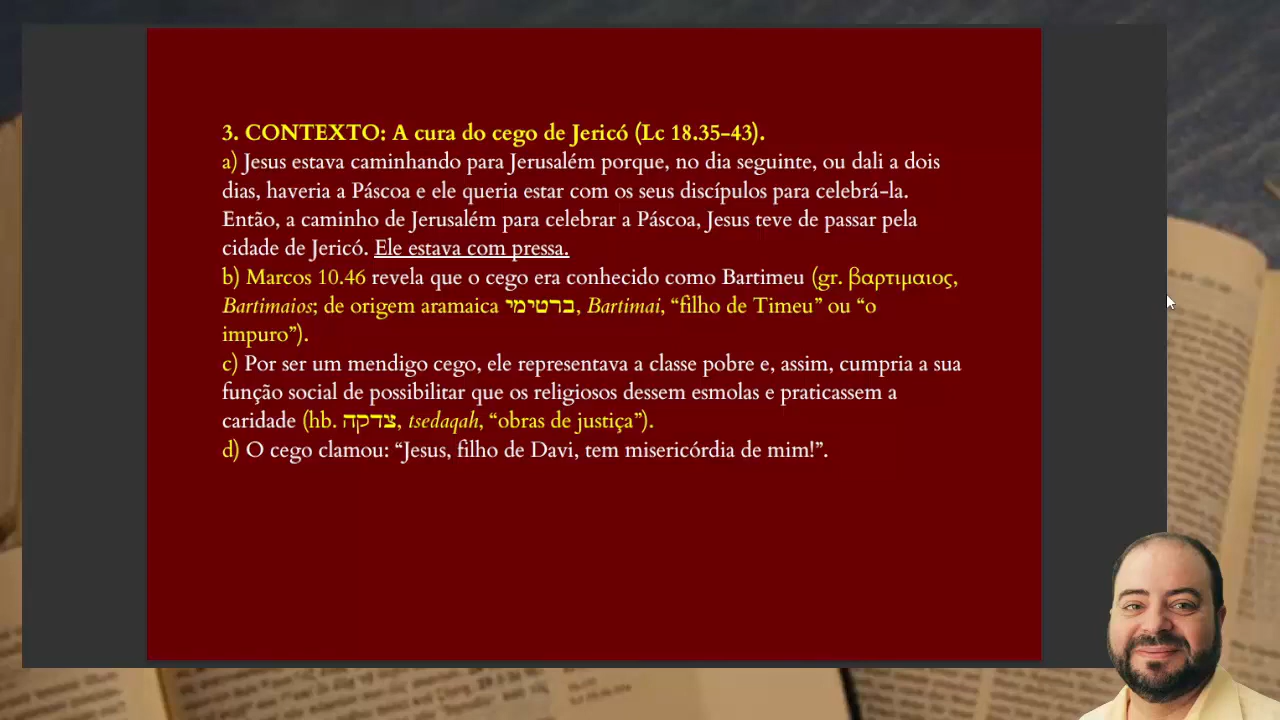 3. CONTEXTO: A cura do cego de Jericó (Lc 18.35-43).
a) Jesus estava caminhando para Jerusalém porque, no dia seguinte, ou dali a dois
dias, haveria a Páscoa e ele queria estar com os seus discípulos para celebrá-la.
Então, a caminho de Jerusalém para celebrar a Páscoa, Jesus teve de passar pela
cidade de Jericó. Ele estava com pressa.
b) Marcos 10.46 revela que o cego era conhecido como Bartimeu (gr. βαρτιμαιος,
Bartimaios; de origem aramaica ברטימי, Bartimai, “filho de Timeu” ou “o
impuro”).
c) Por ser um mendigo cego, ele representava a classe pobre e, assim, cumpria a sua
função social de possibilitar que os religiosos dessem esmolas e praticassem a
caridade (hb. צדקה, tsedaqah, “obras de justiça”).
d) O cego clamou: “Jesus, filho de Davi, tem misericórdia de mim!”.